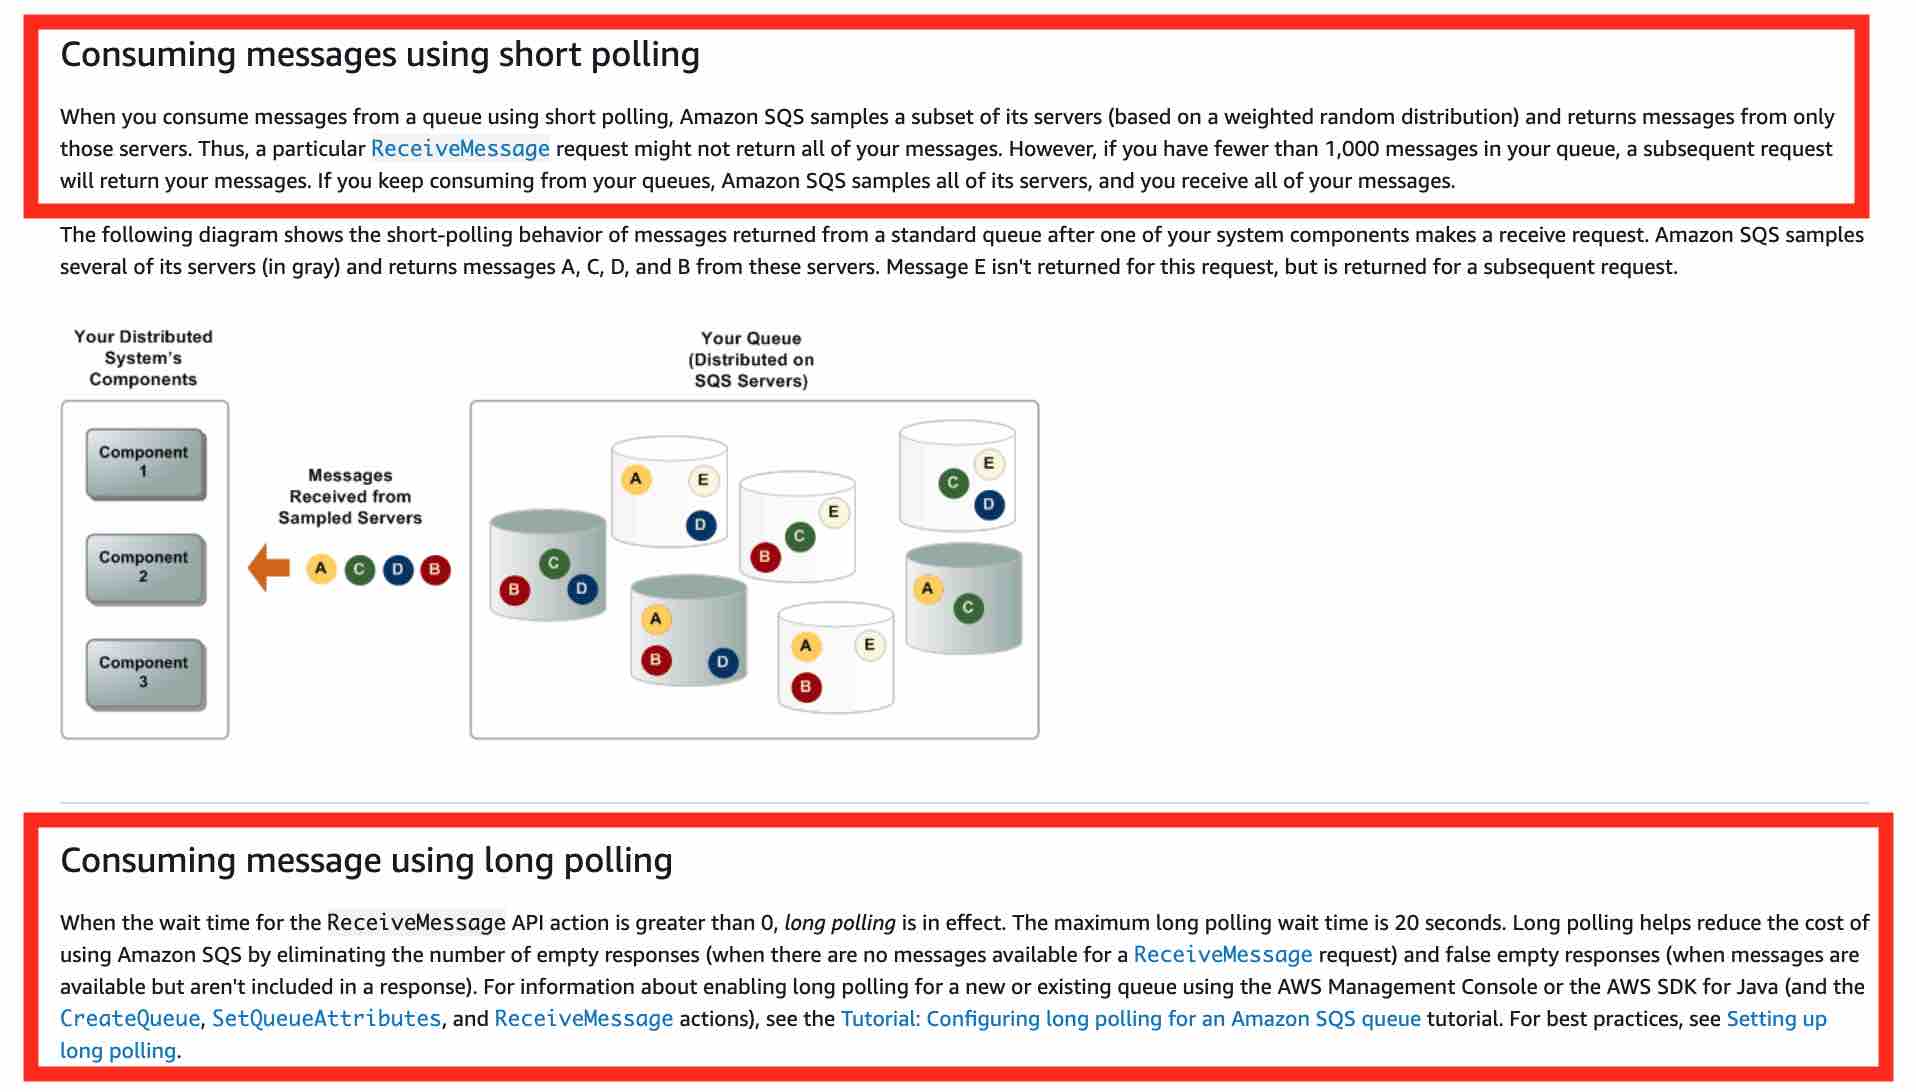 Consuming messages using short polling
When you consume messages from a queue using short polling, Amazon SQS samples a subset of its servers (based on a weighted random distribution) and returns messages from only
those servers. Thus, a particular ReceiveMessage request might not return all of your messages. However, if you have fewer than 1,000 messages in your queue, a subsequent request
will return your messages. If you keep consuming from your queues, Amazon SQS samples all of its servers, and you receive all of your messages.
The following diagram shows the short-polling behavior of messages returned from a standard queue after one of your system components makes a receive request. Amazon SQS samples
several of its servers (in gray) and returns messages A, C, D, and B from these servers. Message E isn't returned for this request, but is returned for a subsequent request.
Your Distributed
System's
Components
Component
1
Component
2
Component
3
Messages
Received from
Sampled Servers
A C D B
Your Queue
(Distributed on
SQS Servers)
B C D
A E D
E C B
E C D
A B D
A E B
A C
Consuming message using long polling
When the wait time for the ReceiveMessage API action is greater than 0, long polling is in effect. The maximum long polling wait time is 20 seconds. Long polling helps reduce the cost of
using Amazon SQS by eliminating the number of empty responses (when there are no messages available for a ReceiveMessage request) and false empty responses (when messages are
available but aren't included in a response). For information about enabling long polling for a new or existing queue using the AWS Management Console or the AWS SDK for Java (and the
CreateQueue, SetQueueAttributes, and ReceiveMessage actions), see the Tutorial: Configuring long polling for an Amazon SQS queue tutorial. For best practices, see Setting up
long polling.